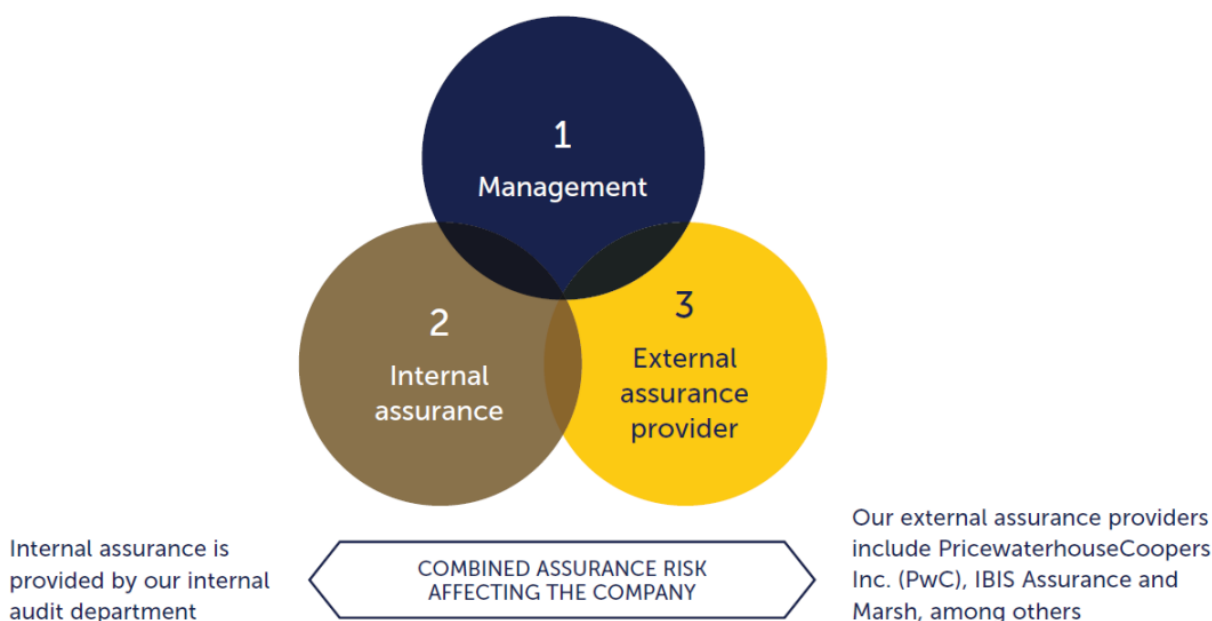 1
Management
2
Internal
assurance
3
External
assurance
provider
Internal assurance is
provided by our internal
audit department
COMBINED ASSURANCE RISK
AFFECTING THE COMPANY
Our external assurance providers
include PricewaterhouseCoopers
Inc. (PwC), IBIS Assurance and
Marsh, among others